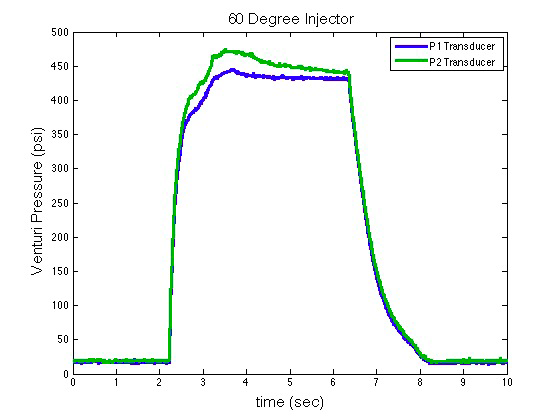 60 Degree Injector
P1 Transducer
P2 Transducer
500
450
400
350
300
250
200
150
100
50
0
Venturi Pressure (psi)
0 1 2 3 4 5 6 7 8 9 10
time (sec)